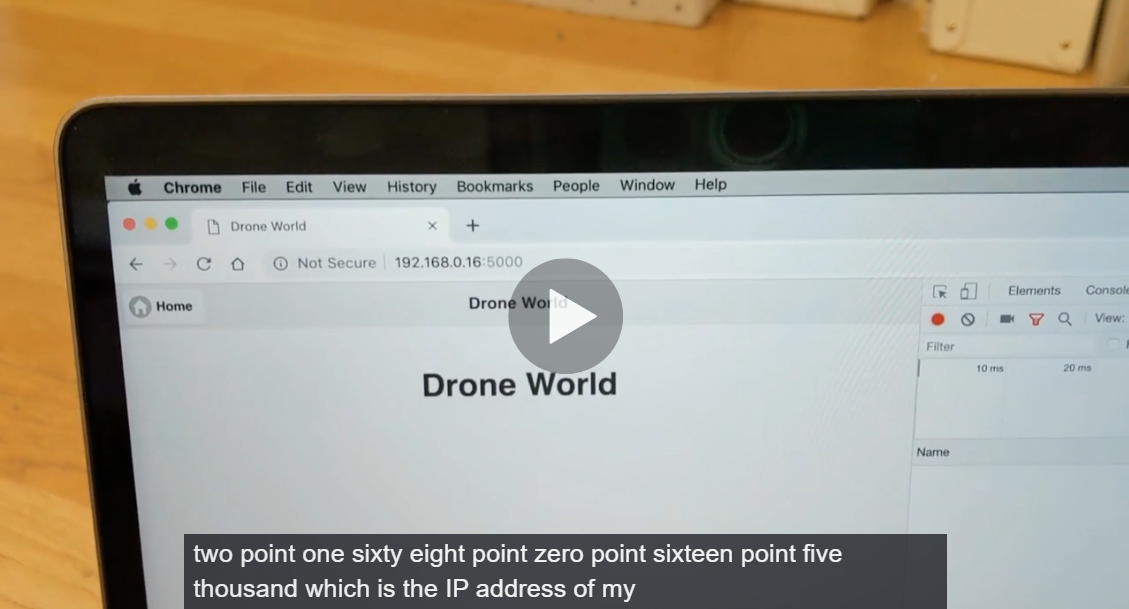 Chrome File Edit View History Bookmarks People Window Help
Drone World
Not Secure 192.168.0.16:5000
Home
Drone World
Elements
View:
Filter
10 ms 20 ms
Drone World
Name
two point one sixty eight point zero point sixteen point five
thousand which is the IP address of my